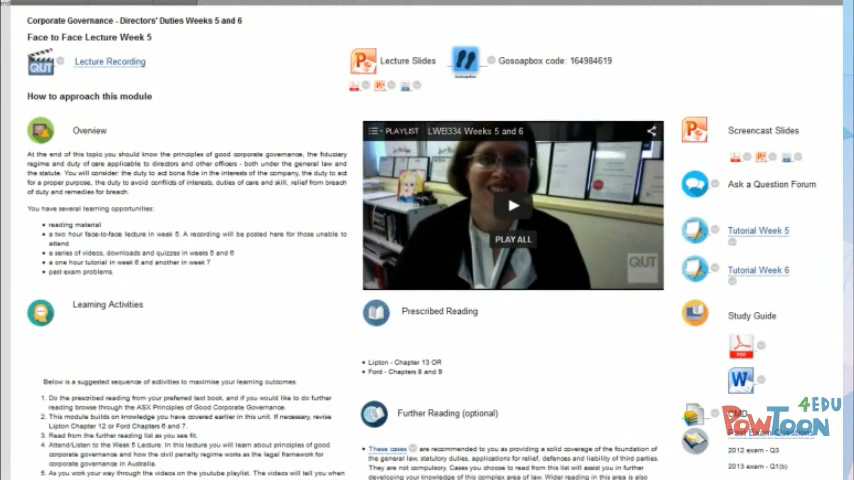 Corporate Governance - Directors' Duties Weeks 5 and 6
Face to Face Lecture Week 5
QUT
Lecture Recording
Lecture Slides
Gosoapbox code: 164984619
How to approach this module
Overview
At the end of this topic you should know the principles of good corporate governance, the fiduciary
regime and duty of care applicable to directors and other officers - both under the general law and
the statute. You will consider: the duty to act bona fide in the interests of the company, the duty to act
for a proper purpose, the duty to avoid conflicts of interests, duties of care and skill, relief from breach
of duty and remedies for breach.
You have several learning opportunities:
reading material
a two hour face-to-face lecture in week 5. A recording will be posted here for those unable to
attend
a series of videos, downloads and quizzes in weeks 5 and 6
a one hour tutorial in week 6 and another in week 7
past exam problems.
Learning Activities
Below is a suggested sequence of activities to maximise your learning outcomes:
1. Do the prescribed reading from your preferred text book, and if you would like to do further
reading browse through the ASX Principles of Good Corporate Governance.
2. This module builds on knowledge you have covered earlier in this unit. If necessary, revise
Lipton Chapter 12 or Ford Chapters 6 and 7.
3. Read from the further reading list as you see fit.
4. Attend/Listen to the Week 5 Lecture. In this lecture you will learn about principles of good
corporate governance and how the civil penalty regime works as the legal framework for
corporate governance in Australia.
5. As you work your way through the videos on the youtube playlist. The videos will tell you when
PLAYLIST LWB334 Weeks 5 and 6
PLAY ALL
QUT
Prescribed Reading
Lipton - Chapter 13 OR
Ford - Chapters 8 and 9
Further Reading (optional)
These cases are recommended to you as providing a solid coverage of the foundation of
the general law, statutory duties, applications for relief, defences and liability of third parties.
They are not compulsory. Cases you choose to read from this list will assist you in further
developing your knowledge of this complex area of law. Wider reading in this area is also
Screencast Slides
Ask a Question Forum
Tutorial Week 5
Tutorial Week 6
Study Guide
PDF
W
CMD
Past Exam Questions
2012 exam - Q3
2013 exam - Q1(b)
POWTOON
4EDU